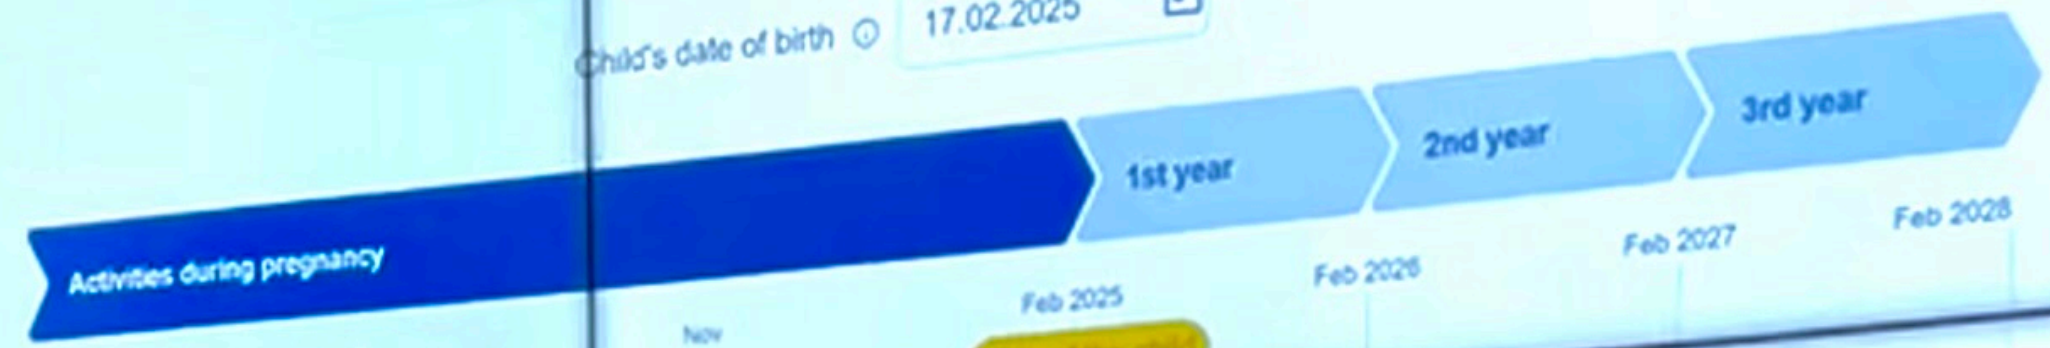 Child's date of birth 17.02.2025
Activities during pregnancy 1st year 2nd year 3rd year
Nov Feb 2025 Feb 2026 Feb 2027 Feb 2028